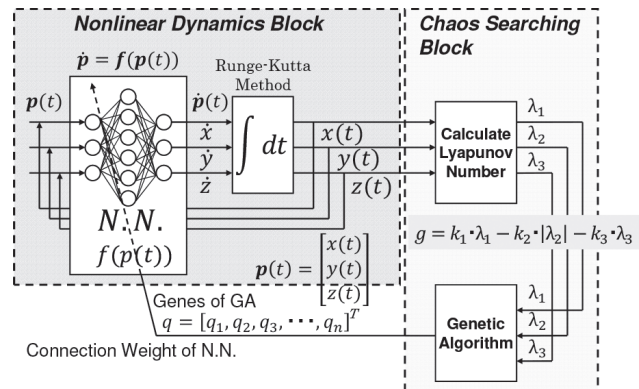 Nonlinear Dynamics Block
Chaos Searching
Block
ṗ = f(p(t))
Runge-Kutta
Method
p(t)
ṗ(t)
ẋ
ẏ
ż
∫ dt
x(t)
y(t)
z(t)
Calculate
Lyapunov
Number
λ₁
λ₂
λ₃
N. N.
f(p(t))
p(t) = [x(t)
y(t)
z(t)]
g = k₁·λ₁ − k₂·|λ₂| − k₃·λ₃
Genes of GA
q = [q₁, q₂, q₃, ···, qₙ]ᵀ
Connection Weight of N.N.
Genetic
Algorithm
λ₁
λ₂
λ₃